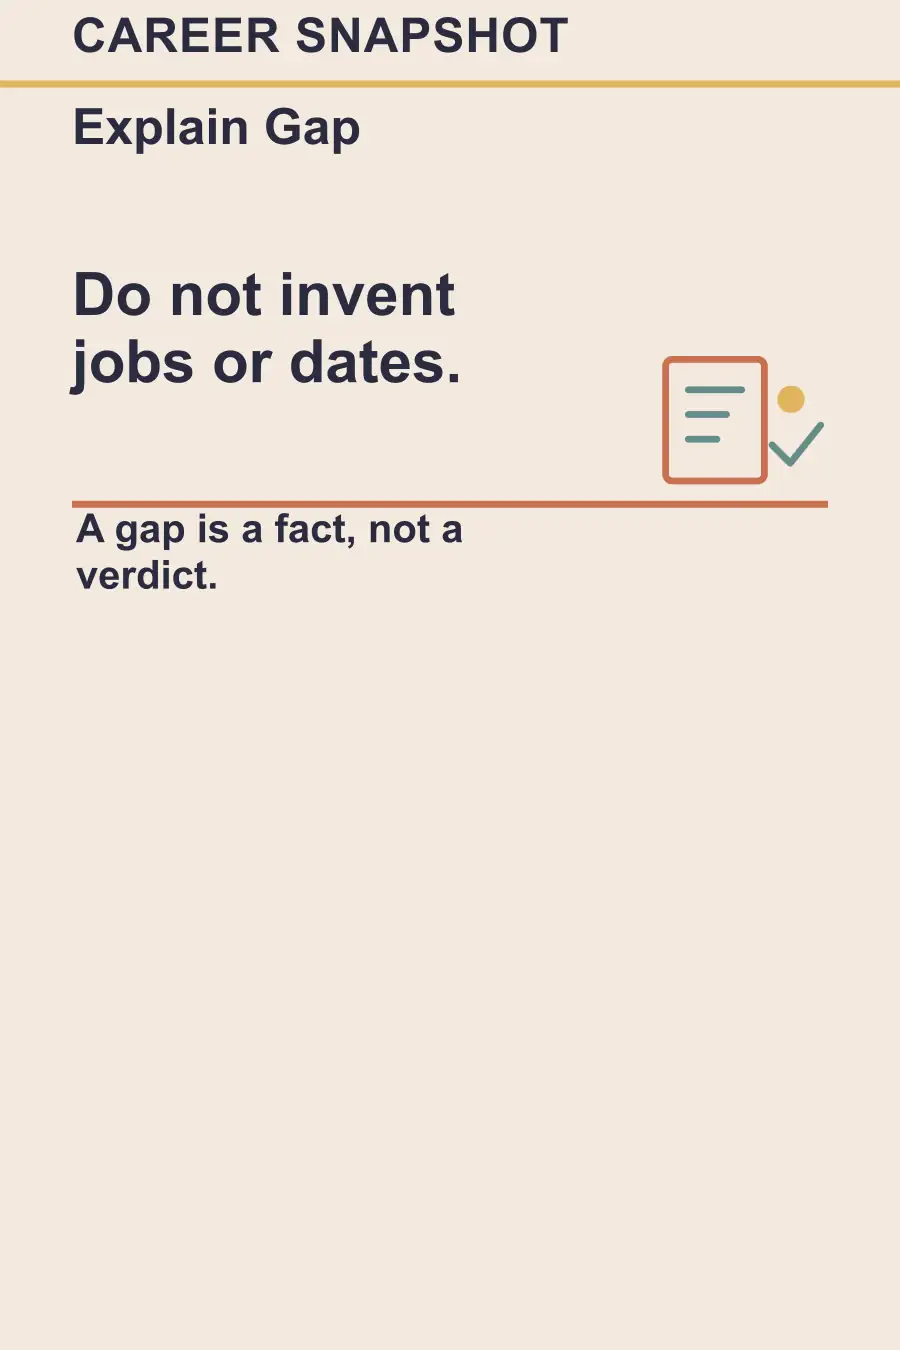 CAREER SNAPSHOT
Explain Gap
Do not invent
jobs or dates.
A gap is a fact, not a
verdict.